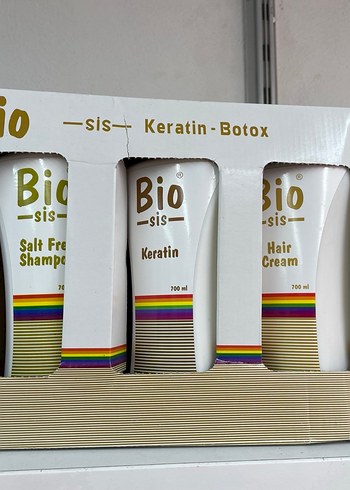 io
—sis— Keratin - Botox
Bio
—sis—
Salt Fre
Shampo
70
Bio®
—sis—
Keratin
700 ml
Bio®
—sis—
Hair
Cream
700 ml